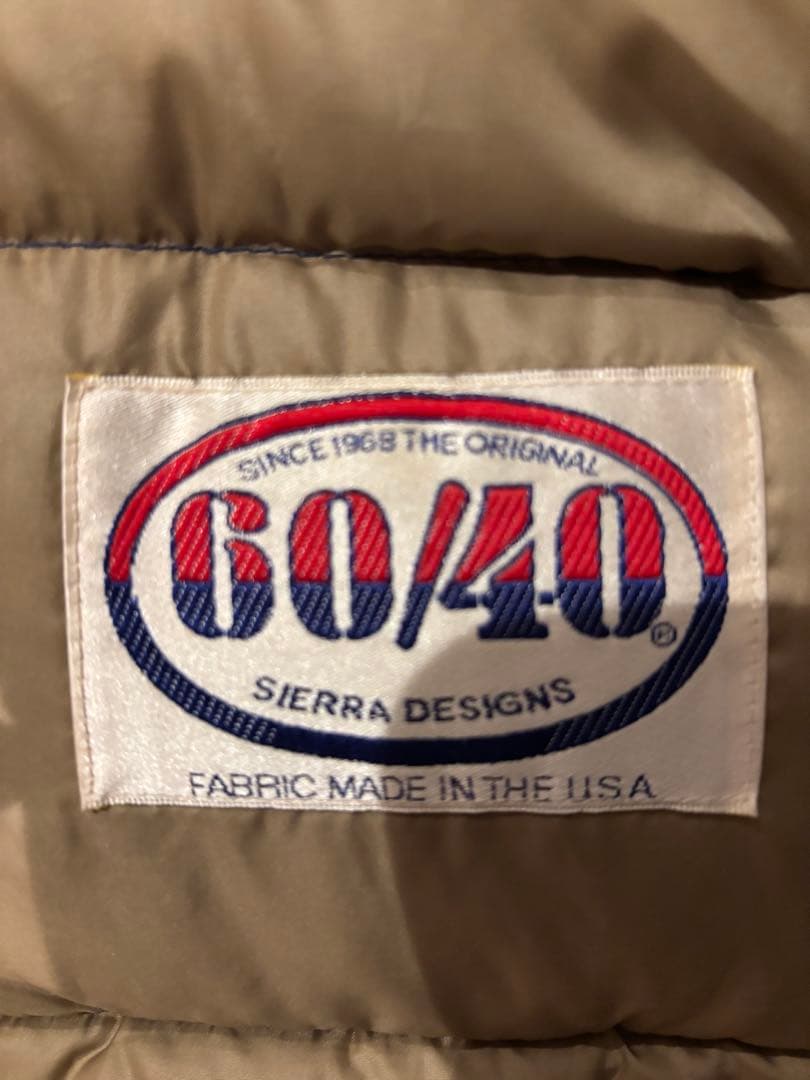 SINCE 1968 THE ORIGINAL
60/40®
SIERRA DESIGNS
FABRIC MADE IN THE U.S.A